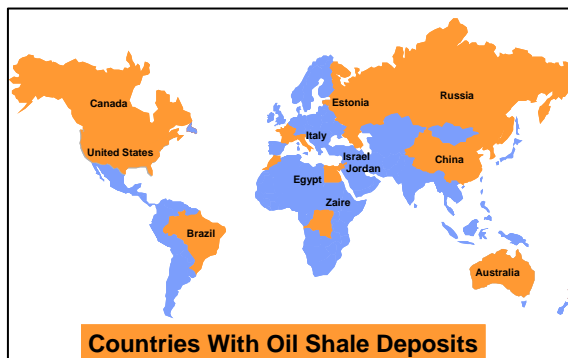 Canada
Russia
Estonia
Italy
United States
Israel
China
Jordan
Egypt
Zaire
Brazil
Australia
Countries With Oil Shale Deposits